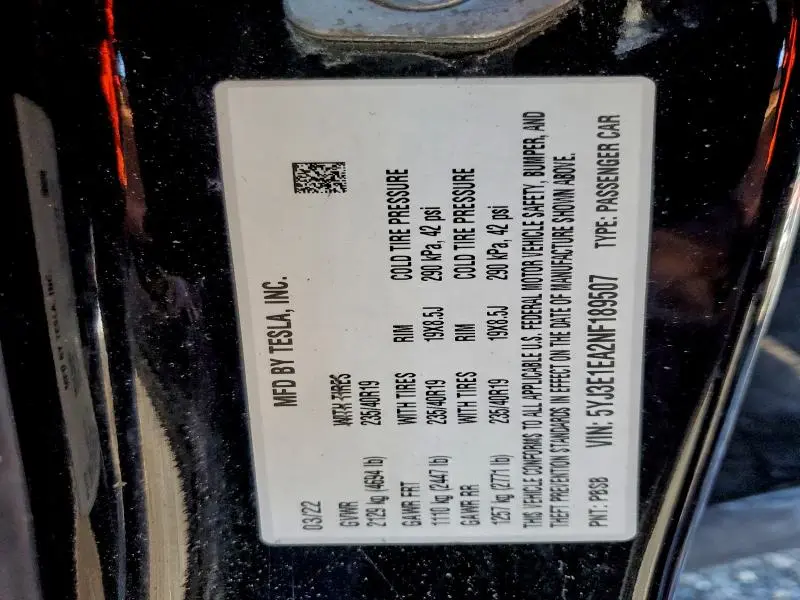 MFD BY TESLA, INC.
03/22
GVWR WITH TIRES
2129 kg (4694 lb) 235/40R19
GAWR FRT WITH TIRES RIM COLD TIRE PRESSURE
1110 kg (2447 lb) 235/40R19 19X8.5J 290 kPa, 42 psi
GAWR RR WITH TIRES RIM COLD TIRE PRESSURE
1257 kg (2771 lb) 235/40R19 19X8.5J 290 kPa, 42 psi
THIS VEHICLE CONFORMS TO ALL APPLICABLE U.S. FEDERAL MOTOR VEHICLE SAFETY, BUMPER, AND
THEFT PREVENTION STANDARDS IN EFFECT ON THE DATE OF MANUFACTURE SHOWN ABOVE.
PNT: PBSB VIN: 5YJ3E1EA2NF189507 TYPE: PASSENGER CAR